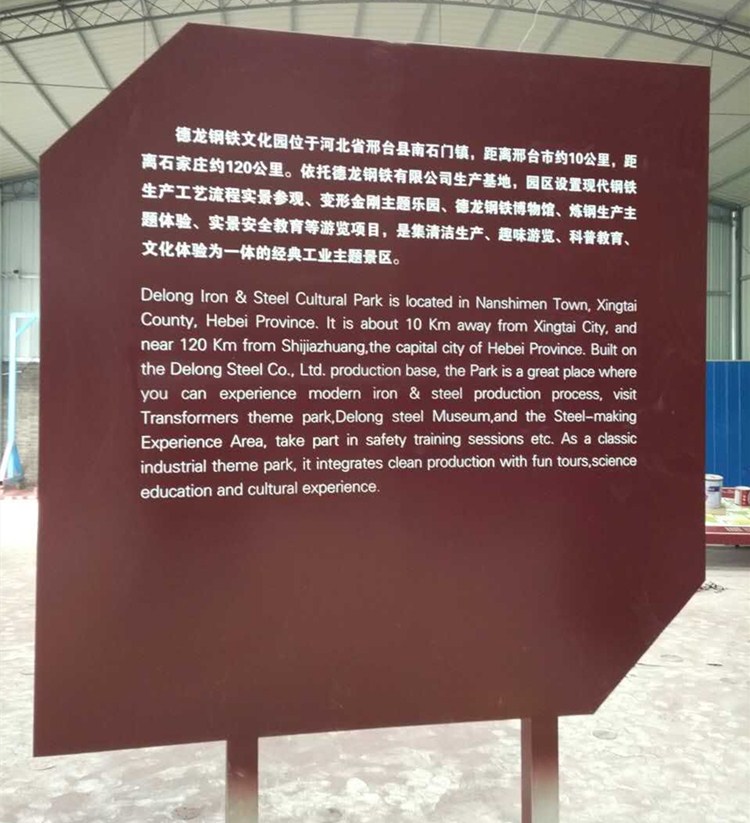 德龙钢铁文化园位于河北省邢台县南石门镇，距离邢台市约10公里，距
离石家庄约120公里。依托德龙钢铁有限公司生产基地，园区设置现代钢铁
生产工艺流程实景参观、变形金刚主题乐园、德龙钢铁博物馆、炼钢生产主
题体验、实景安全教育等游览项目，是集清洁生产、趣味游览、科普教育、
文化体验为一体的经典工业主题景区。
Delong Iron & Steel Cultural Park is located in Nanshimen Town, Xingtai
County, Hebei Province. It is about 10 Km away from Xingtai City, and
near 120 Km from Shijiazhuang,the capital city of Hebei Province. Built on
the Delong Steel Co., Ltd. production base, the Park is a great place where
you can experience modern iron & steel production process, visit
Transformers theme park,Delong steel Museum,and the Steel-making
Experience Area, take part in safety training sessions etc. As a classic
industrial theme park, it integrates clean production with fun tours,science
education and cultural experience.